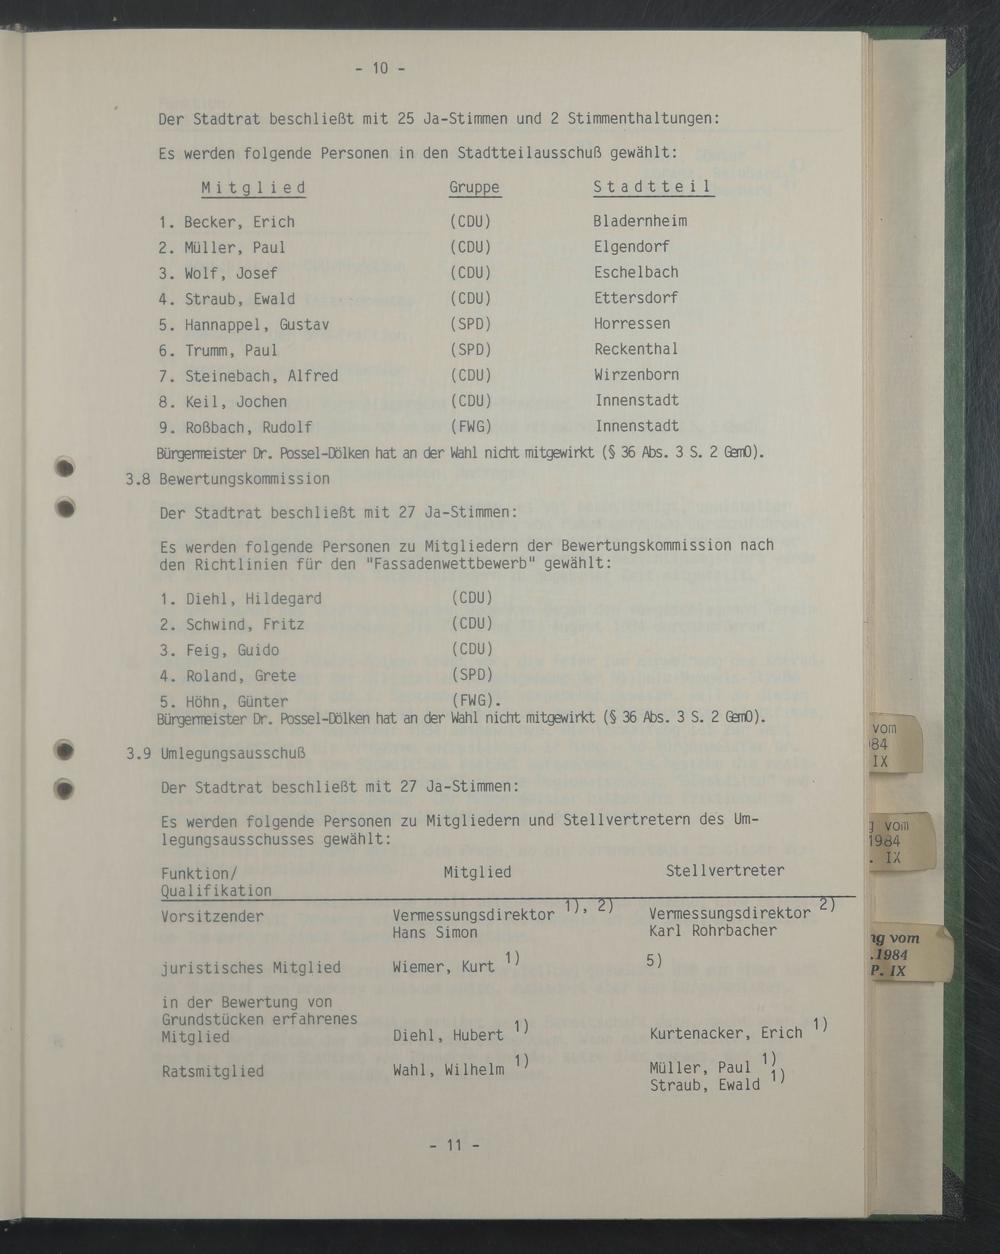 - 10 -
Der Stadtrat beschließt mit 25 Ja-Stimmen und 2 Stimmenthaltungen:
Es werden folgende Personen in den Stadtteilausschuß gewählt:
Mitglied Gruppe Stadtteil
1. Becker, Erich (CDU) Bladernheim
2. Müller, Paul (CDU) Elgendorf
3. Wolf, Josef (CDU) Eschelbach
4. Straub, Ewald (CDU) Ettersdorf
5. Hannappel, Gustav (SPD) Horressen
6. Trumm, Paul (SPD) Reckenthal
7. Steinebach, Alfred (CDU) Wirzenborn
8. Keil, Jochen (CDU) Innenstadt
9. Roßbach, Rudolf (FWG) Innenstadt
Bürgermeister Dr. Possel-Dölken hat an der Wahl nicht mitgewirkt (§ 36 Abs. 3 S. 2 GemO).
3.8 Bewertungskommission
Der Stadtrat beschließt mit 27 Ja-Stimmen:
Es werden folgende Personen zu Mitgliedern der Bewertungskommission nach
den Richtlinien für den "Fassadenwettbewerb" gewählt:
1. Diehl, Hildegard (CDU)
2. Schwind, Fritz (CDU)
3. Feig, Guido (CDU)
4. Roland, Grete (SPD)
5. Höhn, Günter (FWG).
Bürgermeister Dr. Possel-Dölken hat an der Wahl nicht mitgewirkt (§ 36 Abs. 3 S. 2 GemO).
3.9 Umlegungsausschuß
Der Stadtrat beschließt mit 27 Ja-Stimmen:
Es werden folgende Personen zu Mitgliedern und Stellvertretern des Um-
legungsausschusses gewählt:
Funktion/ Mitglied Stellvertreter
Qualifikation
Vorsitzender Vermessungsdirektor 1), 2) Vermessungsdirektor 2)
Hans Simon Karl Rohrbacher
juristisches Mitglied Wiemer, Kurt 1) 5)
in der Bewertung von
Grundstücken erfahrenes
Mitglied Diehl, Hubert 1) Kurtenacker, Erich 1)
Ratsmitglied Wahl, Wilhelm 1) Müller, Paul 1)
Straub, Ewald 1)
- 11 -
vom
84
IX
g vom
1984
. IX
ng vom
.1984
P. IX